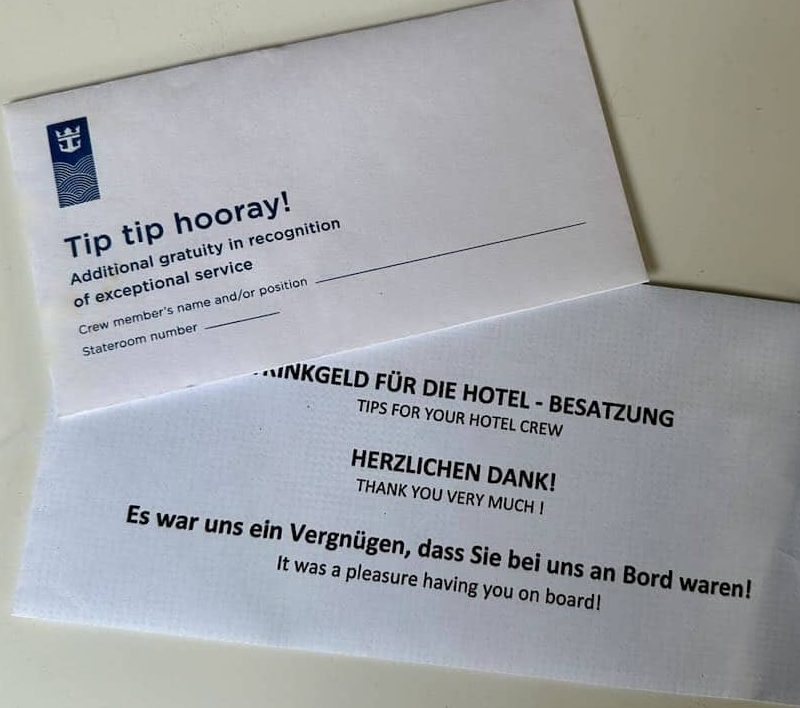 Tip tip hooray!
Additional gratuity in recognition
of exceptional service
Crew member's name and/or position
Stateroom number
FÜR DIE HOTEL - BESATZUNG
TIPS FOR YOUR HOTEL CREW
HERZLICHEN DANK!
THANK YOU VERY MUCH !
Es war uns ein Vergnügen, dass Sie bei uns an Bord waren!
It was a pleasure having you on board!